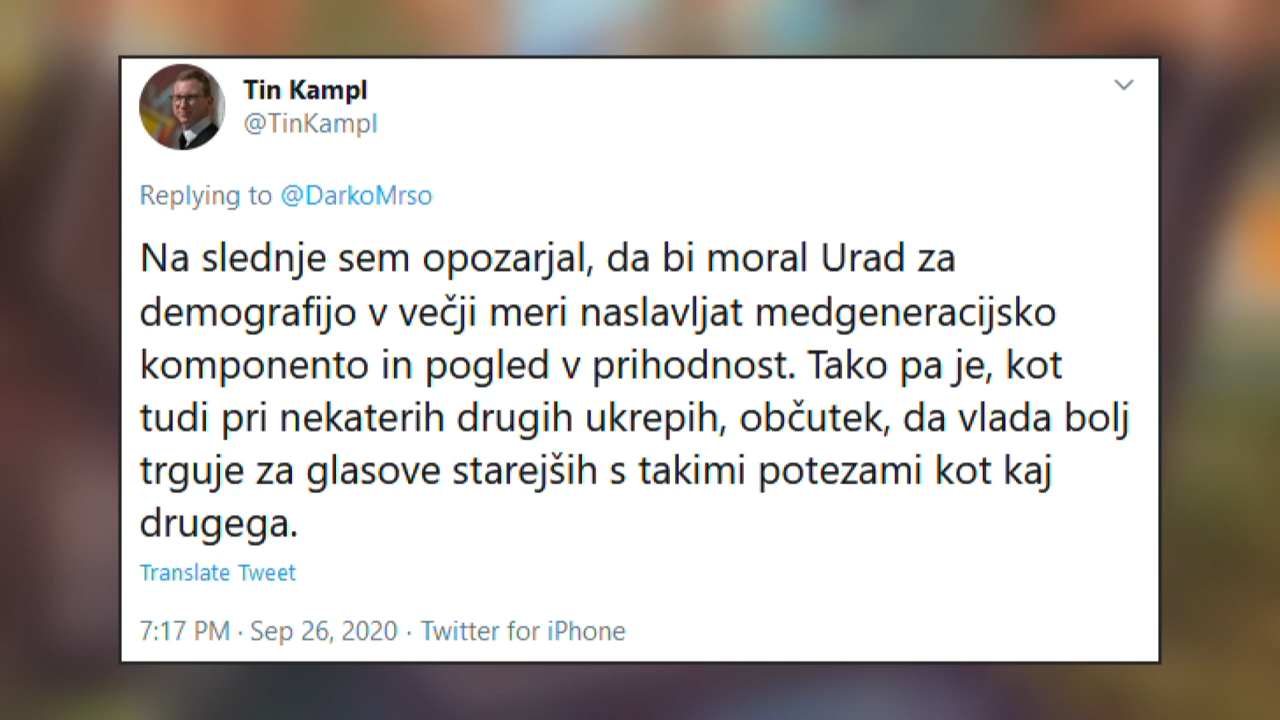 Tin Kampl
@TinKampl
Replying to @DarkoMrso
Na slednje sem opozarjal, da bi moral Urad za
demografijo v večji meri naslavljat medgeneracijsko
komponento in pogled v prihodnost. Tako pa je, kot
tudi pri nekaterih drugih ukrepih, občutek, da vlada bolj
trguje za glasove starejših s takimi potezami kot kaj
drugega.
Translate Tweet
7:17 PM · Sep 26, 2020 · Twitter for iPhone